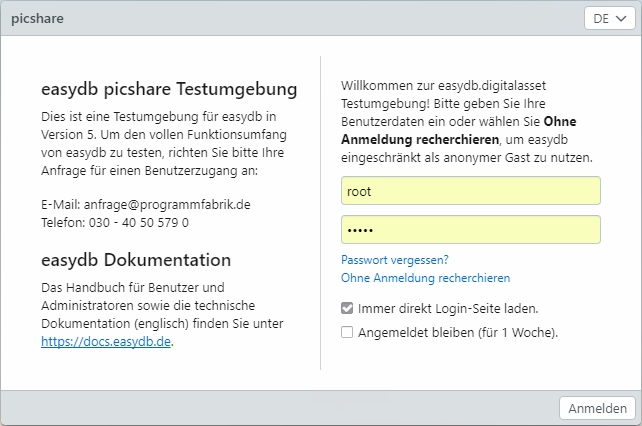 picshare
DE
easydb picshare Testumgebung
Dies ist eine Testumgebung für easydb in
Version 5. Um den vollen Funktionsumfang
von easydb zu testen, richten Sie bitte Ihre
Anfrage für einen Benutzerzugang an:
E-Mail: anfrage@programmfabrik.de
Telefon: 030 - 40 50 579 0
easydb Dokumentation
Das Handbuch für Benutzer und
Administratoren sowie die technische
Dokumentation (englisch) finden Sie unter
https://docs.easydb.de.
Willkommen zur easydb.digitalasset
Testumgebung! Bitte geben Sie Ihre
Benutzerdaten ein oder wählen Sie Ohne
Anmeldung recherchieren, um easydb
eingeschränkt als anonymer Gast zu nutzen.
root
•••••
Passwort vergessen?
Ohne Anmeldung recherchieren
Immer direkt Login-Seite laden.
Angemeldet bleiben (für 1 Woche).
Anmelden